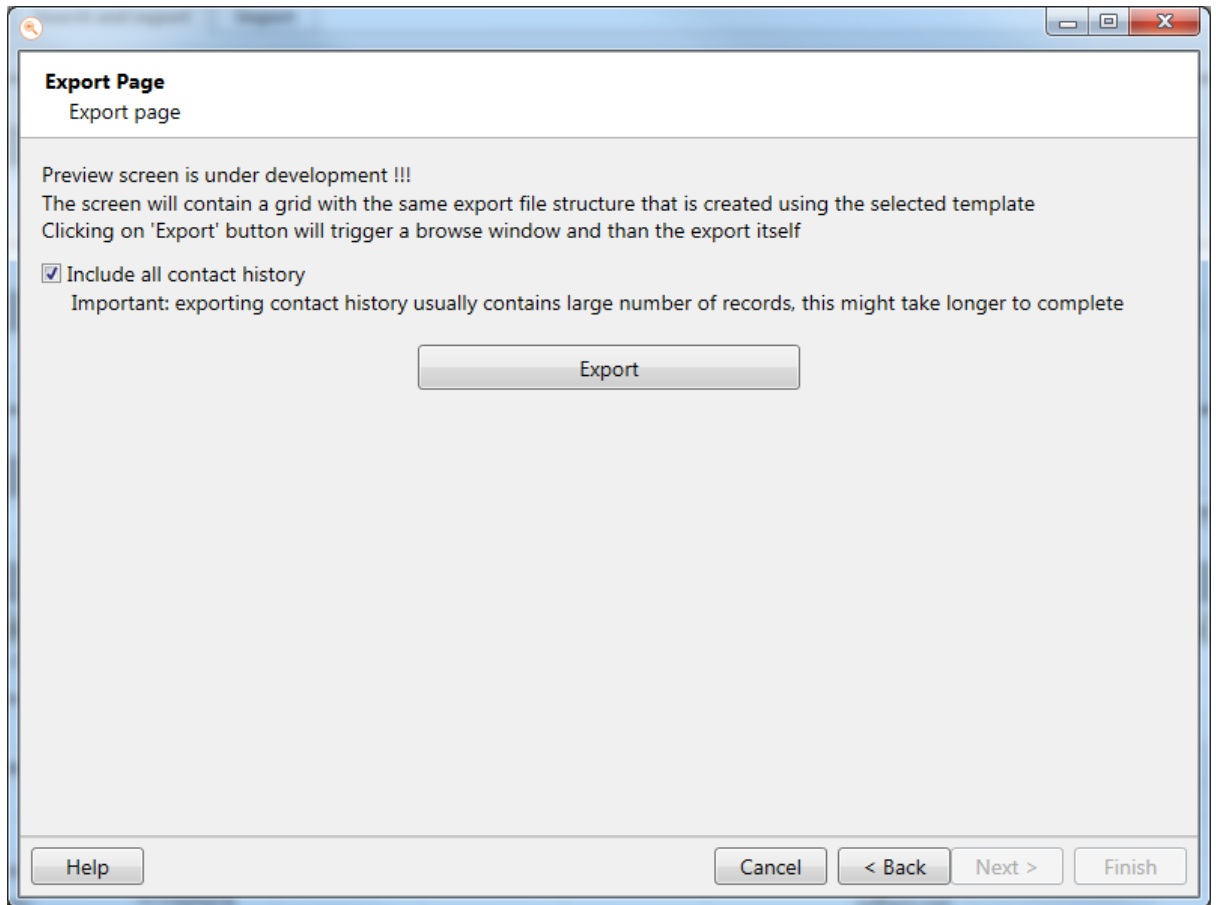 Export Page
Export page
Preview screen is under development !!!
The screen will contain a grid with the same export file structure that is created using the selected template
Clicking on 'Export' button will trigger a browse window and than the export itself
Include all contact history
Important: exporting contact history usually contains large number of records, this might take longer to complete
Export
Help
Cancel
< Back
Next >
Finish